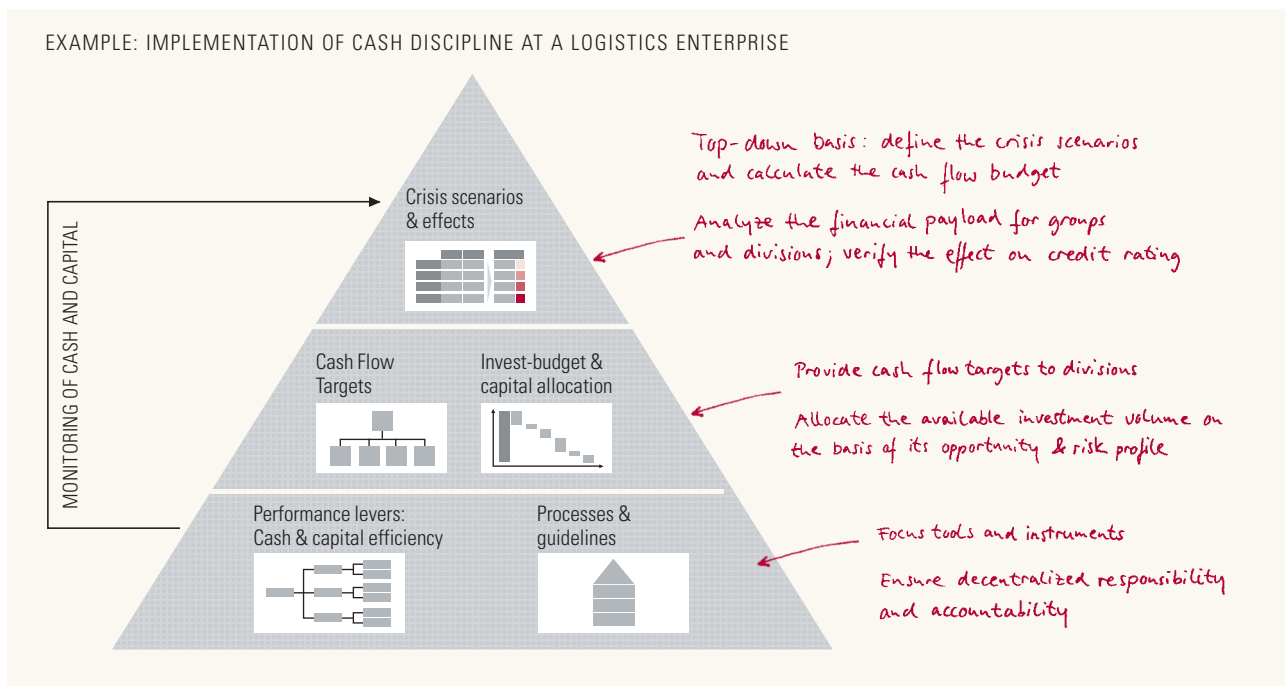 EXAMPLE: IMPLEMENTATION OF CASH DISCIPLINE AT A LOGISTICS ENTERPRISE
MONITORING OF CASH AND CAPITAL
Crisis scenarios
& effects
Top-down basis: define the crisis scenarios
and calculate the cash flow budget
Analyze the financial payload for groups
and divisions; verify the effect on credit rating
Cash Flow
Targets
Invest-budget &
capital allocation
Provide cash flow targets to divisions
Allocate the available investment volume on
the basis of its opportunity & risk profile
Performance levers:
Cash & capital efficiency
Processes &
guidelines
Focus tools and instruments
Ensure decentralized responsibility
and accountability